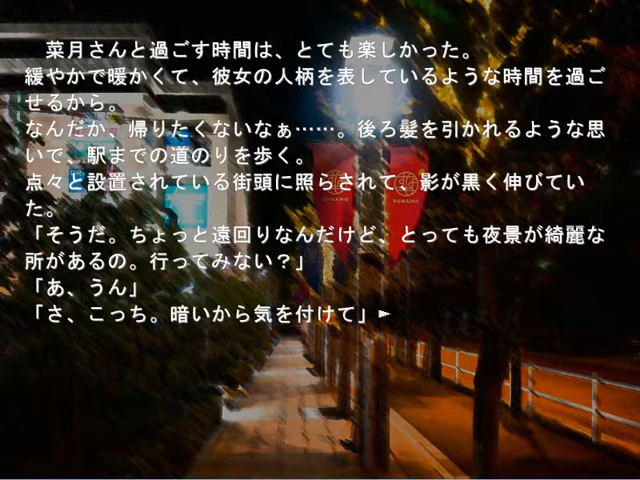 菜月さんと過ごす時間は、とても楽しかった。
緩やかで暖かくて、彼女の人柄を表しているような時間を過ご
せるから。
なんだか、帰りたくないなぁ……。後ろ髪を引かれるような思
いで、駅までの道のりを歩く。
点々と設置されている街頭に照らされて、影が黒く伸びてい
た。
「そうだ。ちょっと遠回りなんだけど、とっても夜景が綺麗な
所があるの。行ってみない？」
「あ、うん」
「さ、こっち。暗いから気を付けて」
SUNAMO
SUNAMO